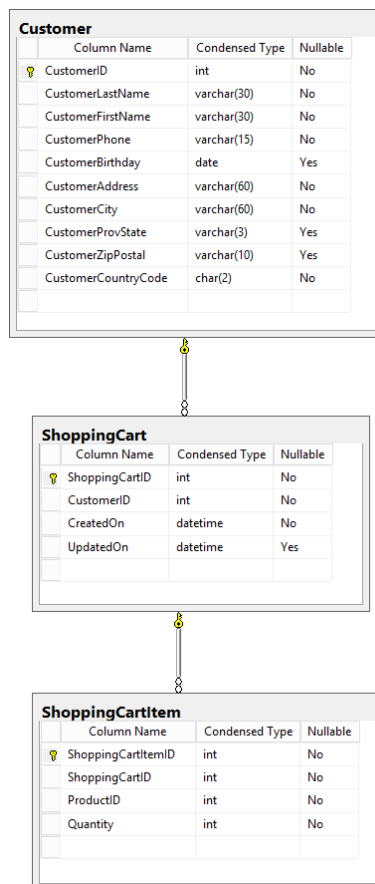 Customer
Column Name Condensed Type Nullable
CustomerID int No
CustomerLastName varchar(30) No
CustomerFirstName varchar(30) No
CustomerPhone varchar(15) No
CustomerBirthday date Yes
CustomerAddress varchar(60) No
CustomerCity varchar(60) No
CustomerProvState varchar(3) Yes
CustomerZipPostal varchar(10) Yes
CustomerCountryCode char(2) No
ShoppingCart
Column Name Condensed Type Nullable
ShoppingCartID int No
CustomerID int No
CreatedOn datetime No
UpdatedOn datetime Yes
ShoppingCartItem
Column Name Condensed Type Nullable
ShoppingCartItemID int No
ShoppingCartID int No
ProductID int No
Quantity int No